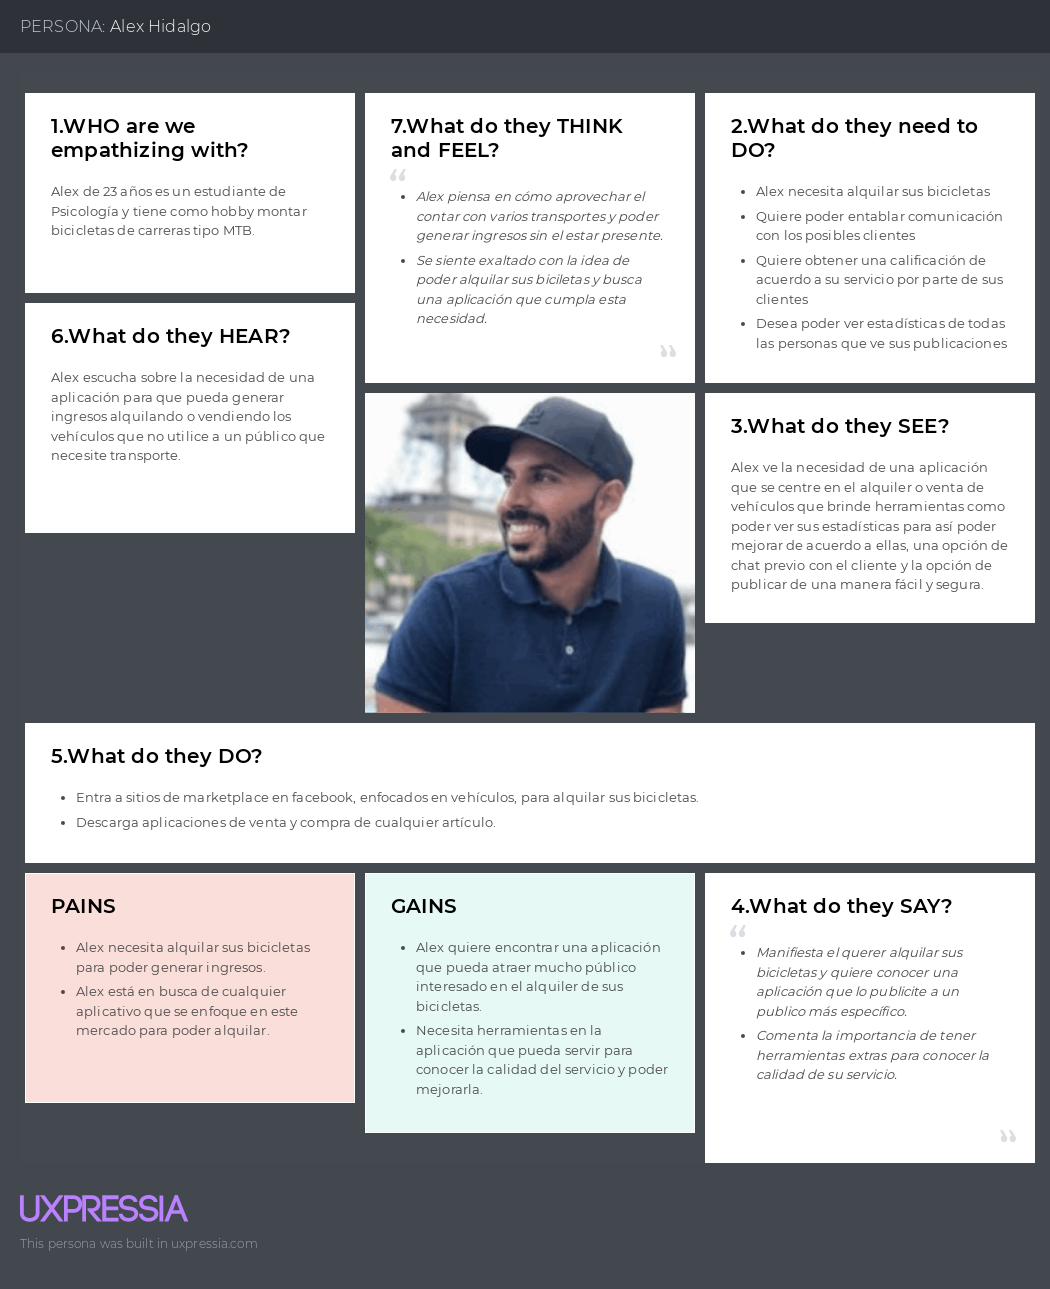 PERSONA: Alex Hidalgo
1.WHO are we
empathizing with?
Alex de 23 años es un estudiante de
Psicología y tiene como hobby montar
bicicletas de carreras tipo MTB.
6.What do they HEAR?
Alex escucha sobre la necesidad de una
aplicación para que pueda generar
ingresos alquilando o vendiendo los
vehículos que no utilice a un público que
necesite transporte.
7.What do they THINK
and FEEL?
“
• Alex piensa en cómo aprovechar el
contar con varios transportes y poder
generar ingresos sin el estar presente.
• Se siente exaltado con la idea de
poder alquilar sus biciletas y busca
una aplicación que cumpla esta
necesidad.
”
2.What do they need to
DO?
• Alex necesita alquilar sus bicicletas
• Quiere poder entablar comunicación
con los posibles clientes
• Quiere obtener una calificación de
acuerdo a su servicio por parte de sus
clientes
• Desea poder ver estadísticas de todas
las personas que ve sus publicaciones
3.What do they SEE?
Alex ve la necesidad de una aplicación
que se centre en el alquiler o venta de
vehículos que brinde herramientas como
poder ver sus estadísticas para así poder
mejorar de acuerdo a ellas, una opción de
chat previo con el cliente y la opción de
publicar de una manera fácil y segura.
5.What do they DO?
• Entra a sitios de marketplace en facebook, enfocados en vehículos, para alquilar sus bicicletas.
• Descarga aplicaciones de venta y compra de cualquier artículo.
PAINS
• Alex necesita alquilar sus bicicletas
para poder generar ingresos.
• Alex está en busca de cualquier
aplicativo que se enfoque en este
mercado para poder alquilar.
GAINS
• Alex quiere encontrar una aplicación
que pueda atraer mucho público
interesado en el alquiler de sus
bicicletas.
• Necesita herramientas en la
aplicación que pueda servir para
conocer la calidad del servicio y poder
mejorarla.
4.What do they SAY?
“
• Manifiesta el querer alquilar sus
bicicletas y quiere conocer una
aplicación que lo publicite a un
publico más específico.
• Comenta la importancia de tener
herramientas extras para conocer la
calidad de su servicio.
”
UXPRESSIA
This persona was built in uxpressia.com